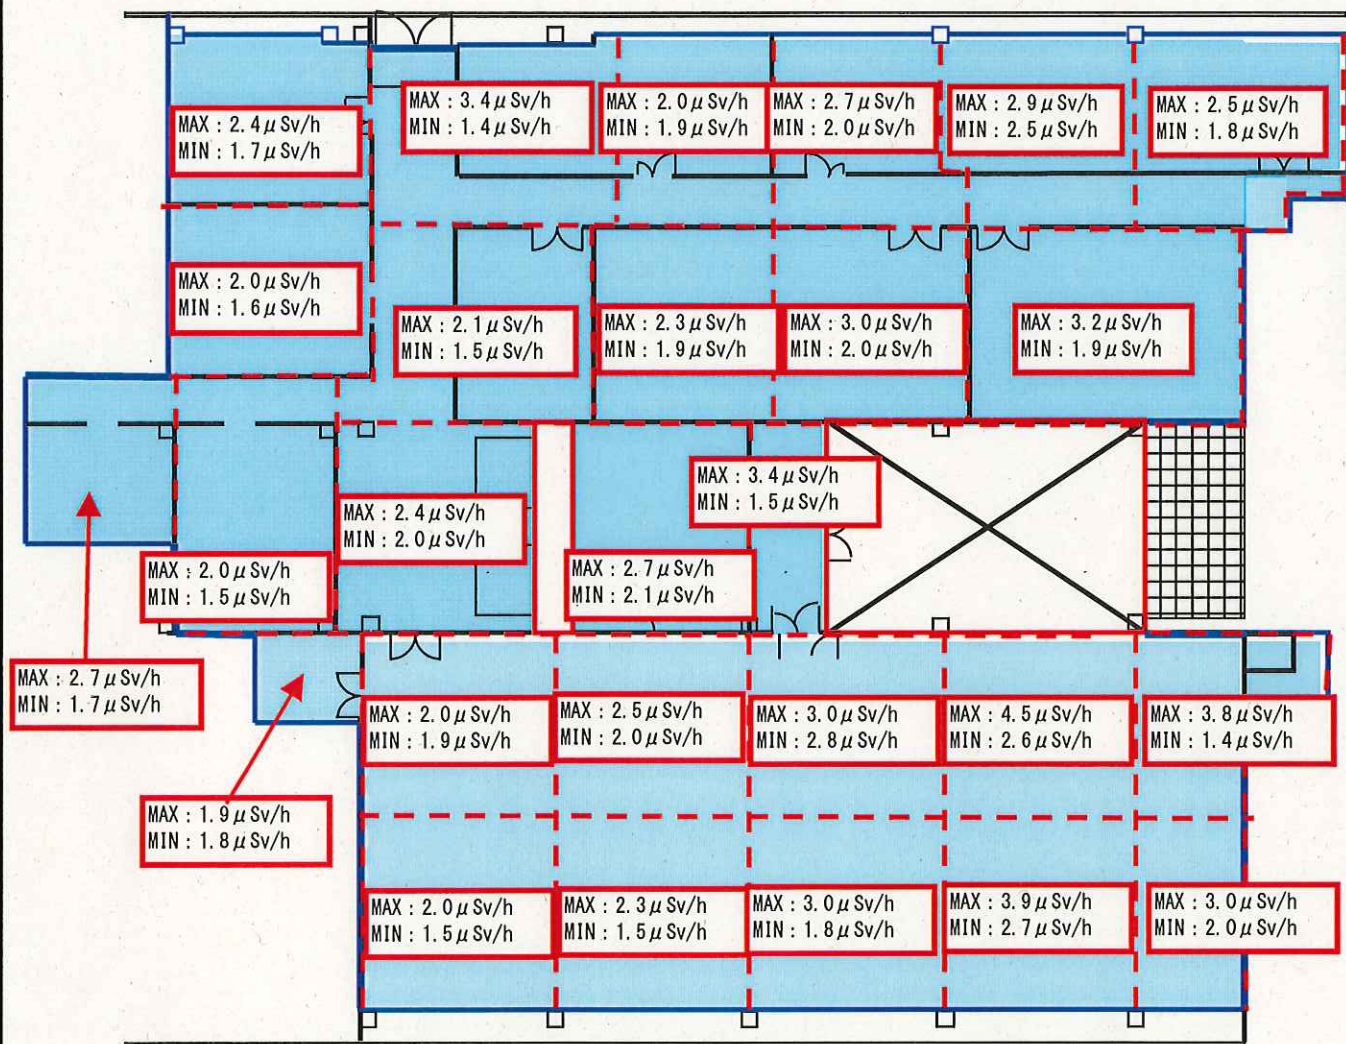 MAX : 2.4μSv/h
MIN : 1.7μSv/h
MAX : 3.4μSv/h
MIN : 1.4μSv/h
MAX : 2.0μSv/h
MIN : 1.9μSv/h
MAX : 2.7μSv/h
MIN : 2.0μSv/h
MAX : 2.9μSv/h
MIN : 2.5μSv/h
MAX : 2.5μSv/h
MIN : 1.8μSv/h
MAX : 2.0μSv/h
MIN : 1.6μSv/h
MAX : 2.1μSv/h
MIN : 1.5μSv/h
MAX : 2.3μSv/h
MIN : 1.9μSv/h
MAX : 3.0μSv/h
MIN : 2.0μSv/h
MAX : 3.2μSv/h
MIN : 1.9μSv/h
MAX : 3.4μSv/h
MIN : 1.5μSv/h
MAX : 2.4μSv/h
MIN : 2.0μSv/h
MAX : 2.0μSv/h
MIN : 1.5μSv/h
MAX : 2.7μSv/h
MIN : 2.1μSv/h
MAX : 2.7μSv/h
MIN : 1.7μSv/h
MAX : 2.0μSv/h
MIN : 1.9μSv/h
MAX : 2.5μSv/h
MIN : 2.0μSv/h
MAX : 3.0μSv/h
MIN : 2.8μSv/h
MAX : 4.5μSv/h
MIN : 2.6μSv/h
MAX : 3.8μSv/h
MIN : 1.4μSv/h
MAX : 1.9μSv/h
MIN : 1.8μSv/h
MAX : 2.0μSv/h
MIN : 1.5μSv/h
MAX : 2.3μSv/h
MIN : 1.5μSv/h
MAX : 3.0μSv/h
MIN : 1.8μSv/h
MAX : 3.9μSv/h
MIN : 2.7μSv/h
MAX : 3.0μSv/h
MIN : 2.0μSv/h